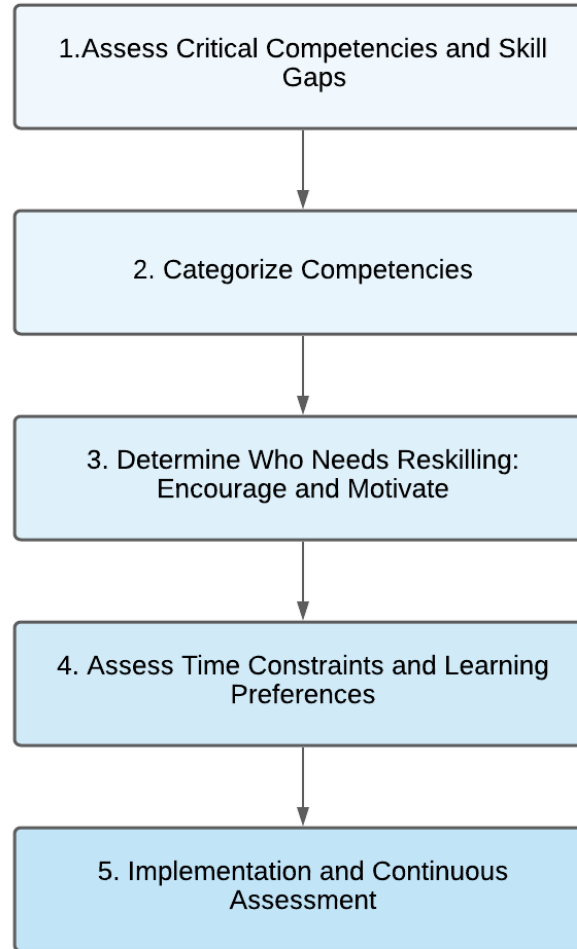 1.Assess Critical Competencies and Skill
Gaps
2. Categorize Competencies
3. Determine Who Needs Reskilling:
Encourage and Motivate
4. Assess Time Constraints and Learning
Preferences
5. Implementation and Continuous
Assessment